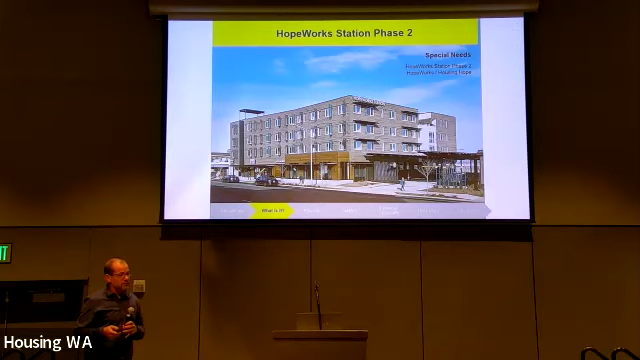 HopeWorks Station Phase 2
Special Needs
HopeWorks Station Phase 2
HopeWorks / Housing Hope
What is it?
Housing WA